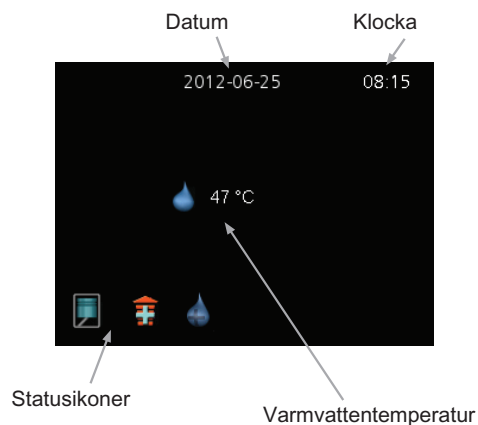 Datum Klocka
2012-06-25 08:15
47 °C
Statusikoner
Varmvattentemperatur